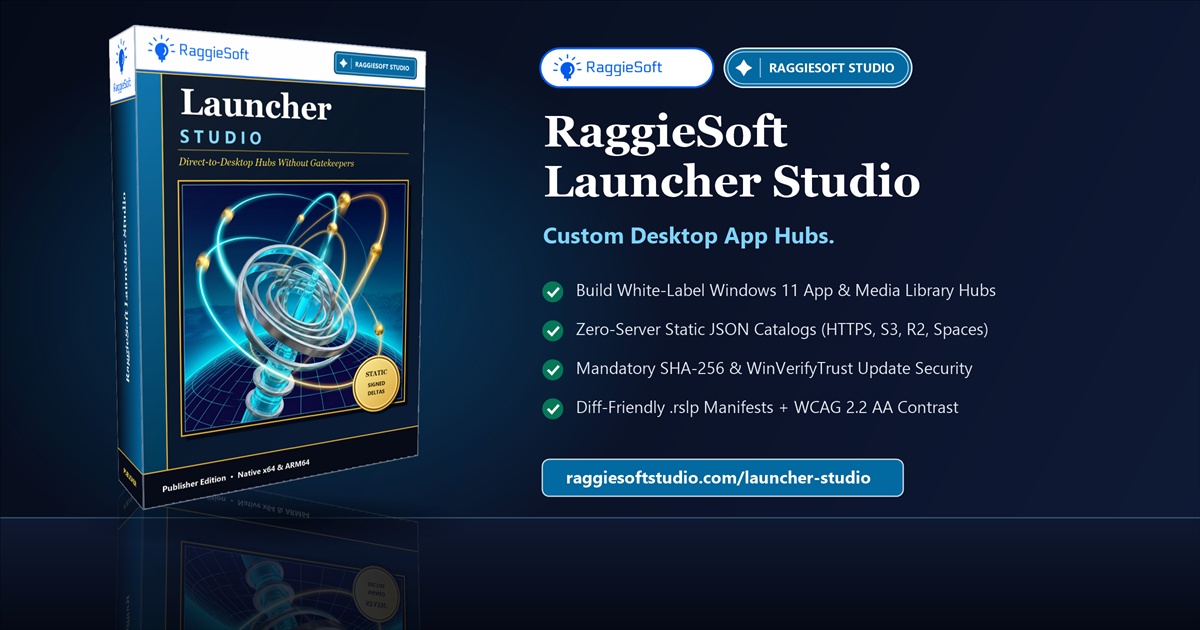 RaggieSoft
RAGGIESOFT STUDIO
RaggieSoft
Launcher
STUDIO
Direct-to-Desktop Hubs Without Gatekeepers
RaggieSoft Launcher Studio
STATIC
SIGNED
DELTAS
Publisher Edition • Native x64 & ARM64
RaggieSoft
RAGGIESOFT STUDIO
RaggieSoft
Launcher Studio
Custom Desktop App Hubs.
Build White-Label Windows 11 App & Media Library Hubs
Zero-Server Static JSON Catalogs (HTTPS, S3, R2, Spaces)
Mandatory SHA-256 & WinVerifyTrust Update Security
Diff-Friendly .rslp Manifests + WCAG 2.2 AA Contrast
raggiesoftstudio.com/launcher-studio